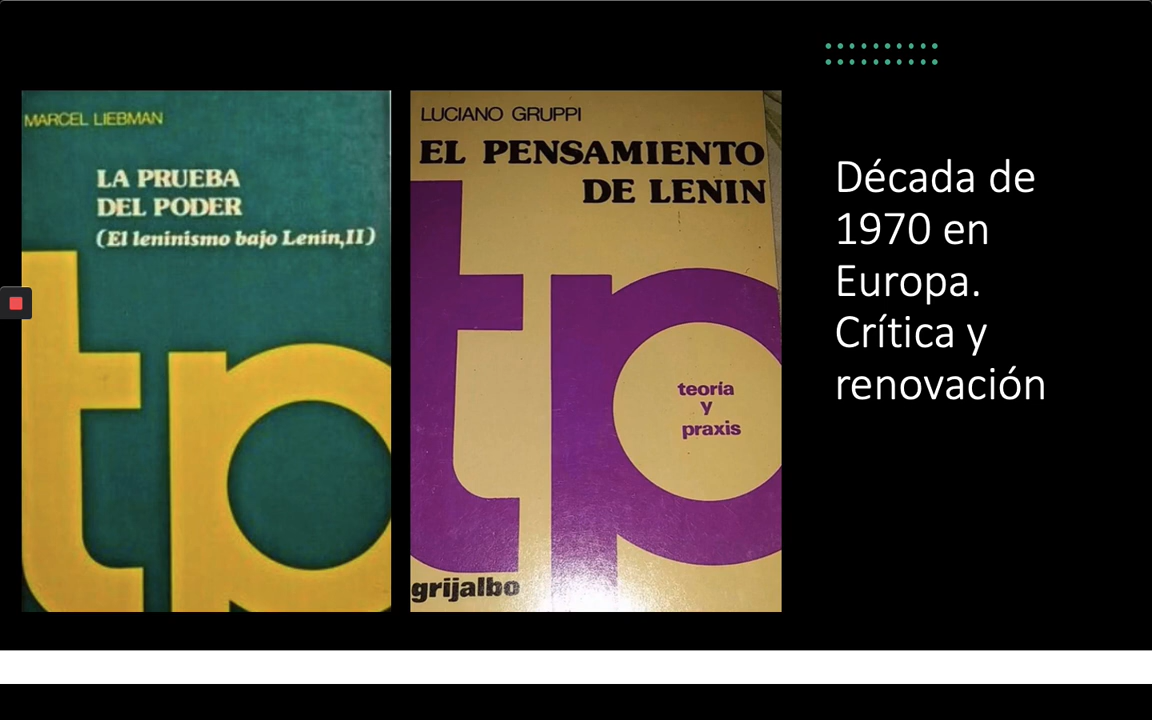 MARCEL LIEBMAN
LA PRUEBA
DEL PODER
(El leninismo bajo Lenin,II)
tp
LUCIANO GRUPPI
EL PENSAMIENTO
DE LENIN
tp
teoría
y
praxis
grijalbo
Década de
1970 en
Europa.
Crítica y
renovación